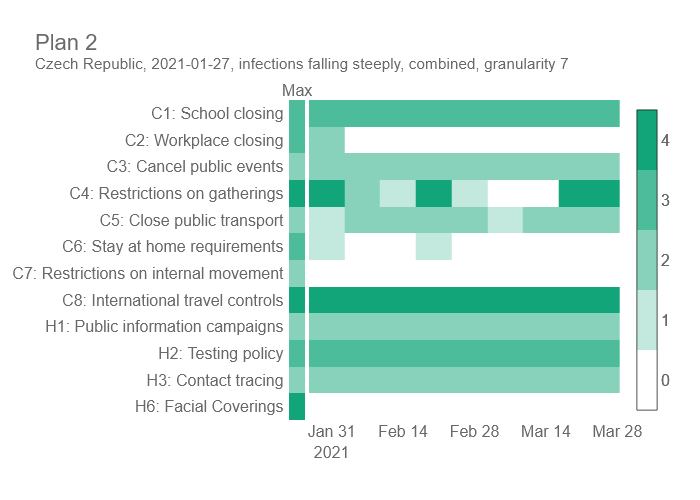 Plan 2
Czech Republic, 2021-01-27, infections falling steeply, combined, granularity 7
Max
C1: School closing
C2: Workplace closing
C3: Cancel public events
C4: Restrictions on gatherings
C5: Close public transport
C6: Stay at home requirements
C7: Restrictions on internal movement
C8: International travel controls
H1: Public information campaigns
H2: Testing policy
H3: Contact tracing
H6: Facial Coverings
Jan 31 Feb 14 Feb 28 Mar 14 Mar 28
2021
4
3
2
1
0